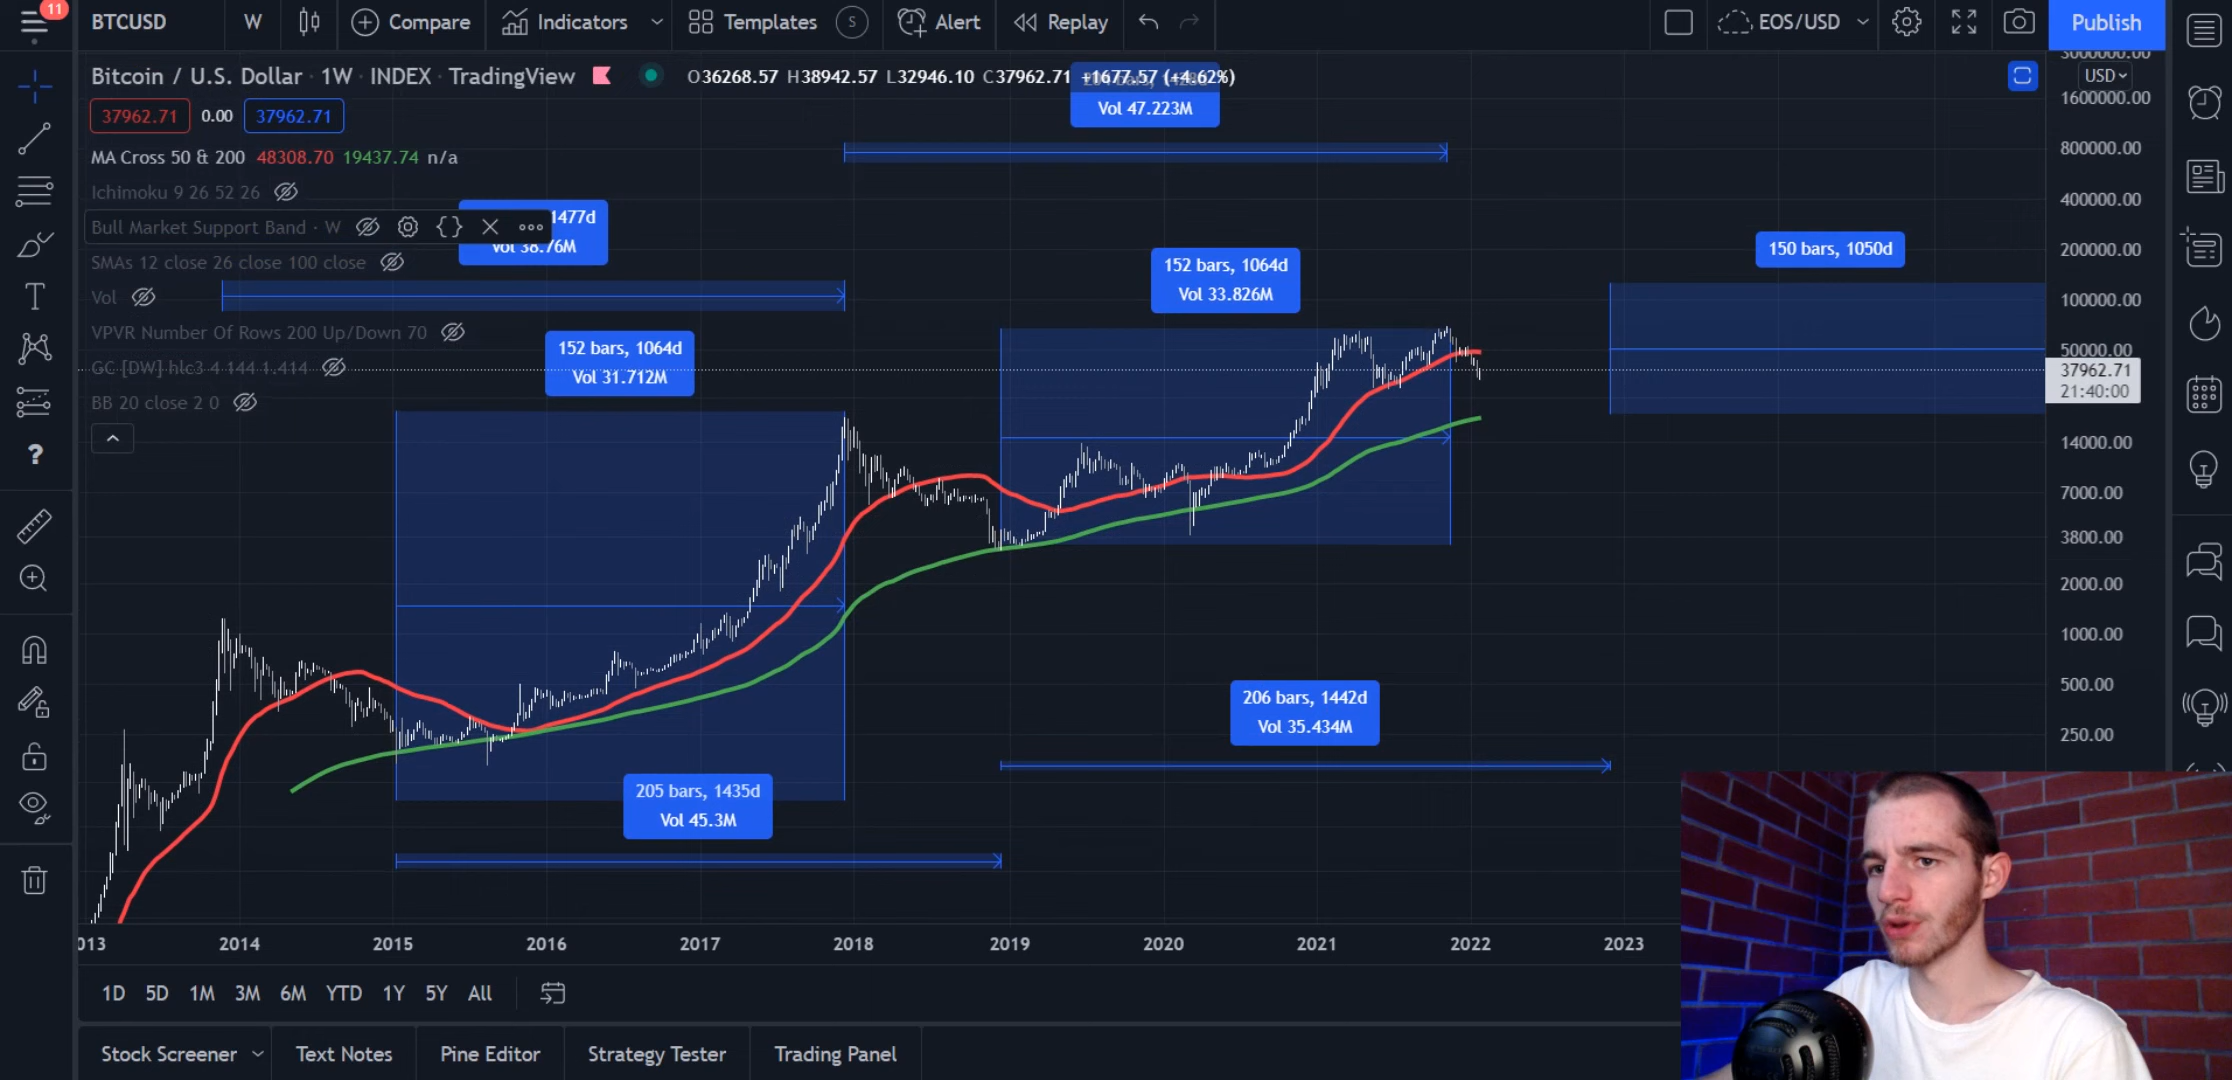 11
BTCUSD
W
Compare
Indicators
Templates
S
Alert
Replay
EOS/USD
Publish
Bitcoin / U.S. Dollar · 1W · INDEX · TradingView
O36268.57 H38942.57 L32946.10 C37962.71 +1677.57 (+4.62%)
USD
37962.71
0.00
37962.71
Vol 47.223M
MA Cross 50 & 200 48308.70 19437.74 n/a
Ichimoku 9 26 52 26
Bull Market Support Band · W
1477d
Vol 38.76M
SMAs 12 close 26 close 100 close
Vol
VPVR Number Of Rows 200 Up/Down 70
GC [DW] hlc3 4 144 1.414
BB 20 close 2 0
152 bars, 1064d
Vol 31.712M
152 bars, 1064d
Vol 33.826M
150 bars, 1050d
205 bars, 1435d
Vol 45.3M
206 bars, 1442d
Vol 35.434M
3000000.00
1600000.00
800000.00
400000.00
200000.00
100000.00
50000.00
37962.71
21:40:00
14000.00
7000.00
3800.00
2000.00
1000.00
500.00
250.00
013
2014
2015
2016
2017
2018
2019
2020
2021
2022
2023
1D
5D
1M
3M
6M
YTD
1Y
5Y
All
Stock Screener
Text Notes
Pine Editor
Strategy Tester
Trading Panel